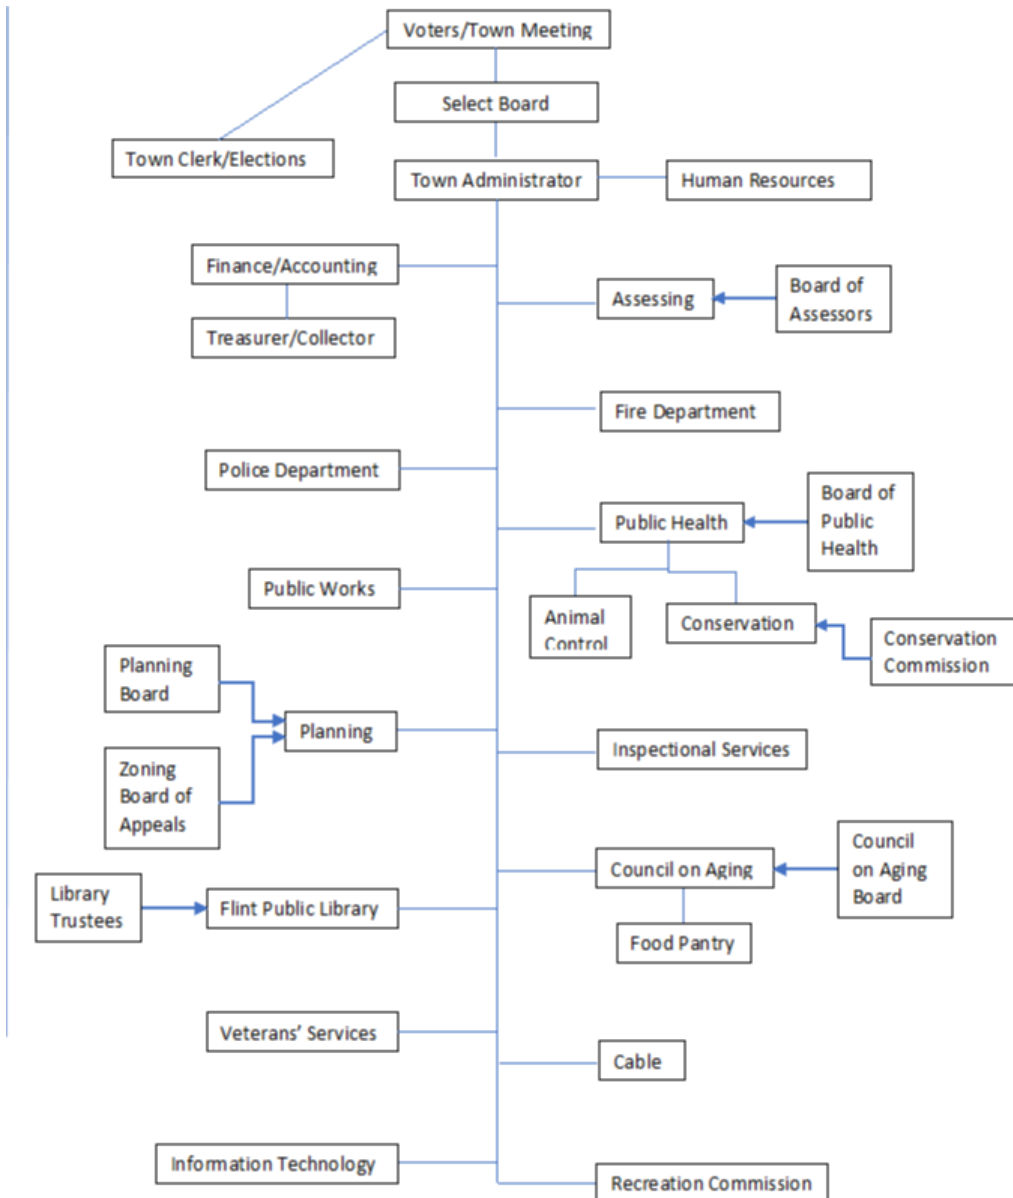 Voters/Town Meeting
Select Board
Town Clerk/Elections
Town Administrator
Human Resources
Finance/Accounting
Treasurer/Collector
Assessing
Board of
Assessors
Fire Department
Police Department
Public Health
Board of
Public
Health
Public Works
Animal
Control
Conservation
Conservation
Commission
Planning
Board
Planning
Zoning
Board of
Appeals
Inspectional Services
Council on Aging
Council
on Aging
Board
Library
Trustees
Flint Public Library
Food Pantry
Veterans’ Services
Cable
Information Technology
Recreation Commission